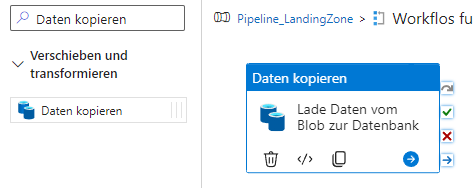 Daten kopieren
Verschieben und
transformieren
Daten kopieren
Pipeline_LandingZone > Workflos fu
Daten kopieren
Lade Daten vom
Blob zur Datenbank